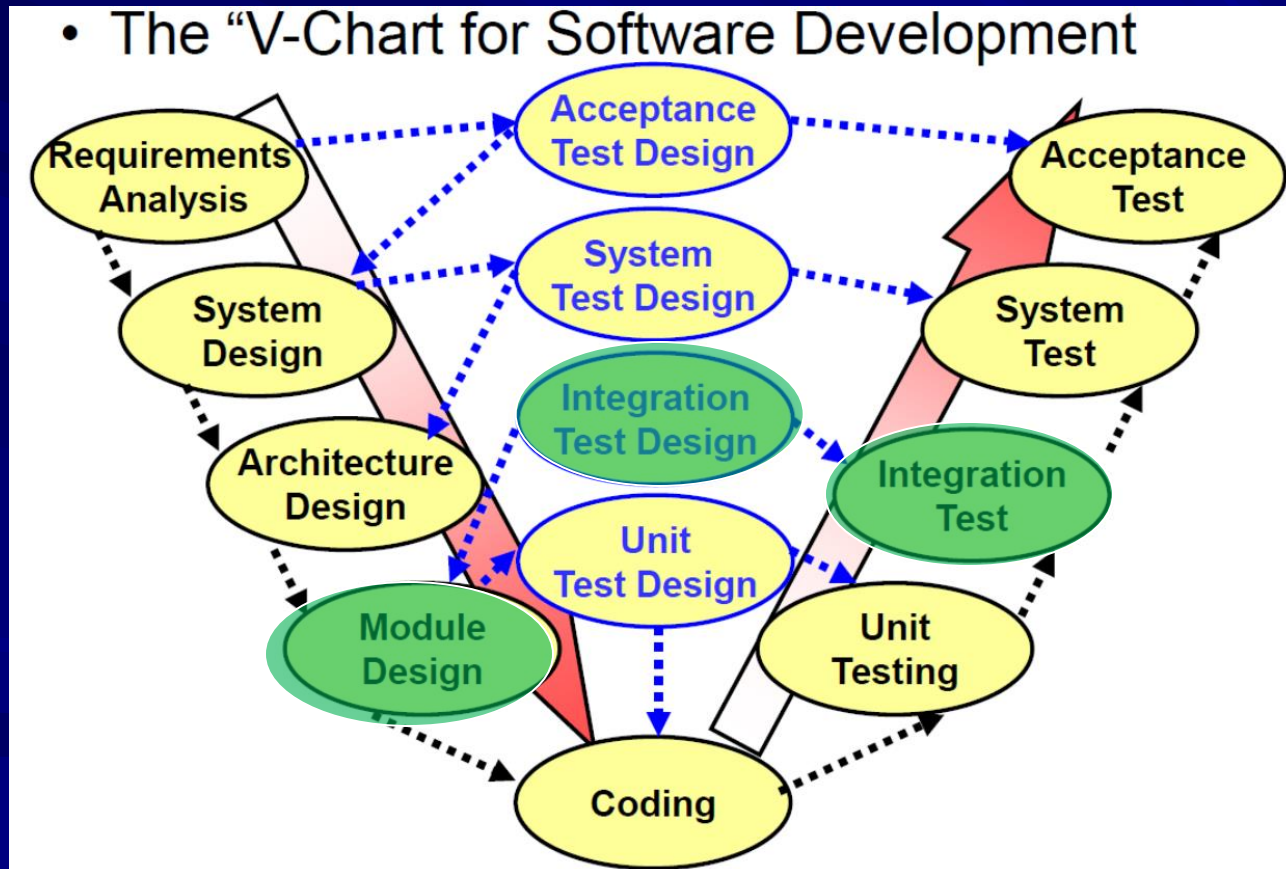 • The “V-Chart for Software Development
Acceptance
Test Design
Requirements
Analysis
Acceptance
Test
System
Test Design
System
Design
System
Test
Integration
Test Design
Architecture
Design
Integration
Test
Unit
Test Design
Module
Design
Unit
Testing
Coding